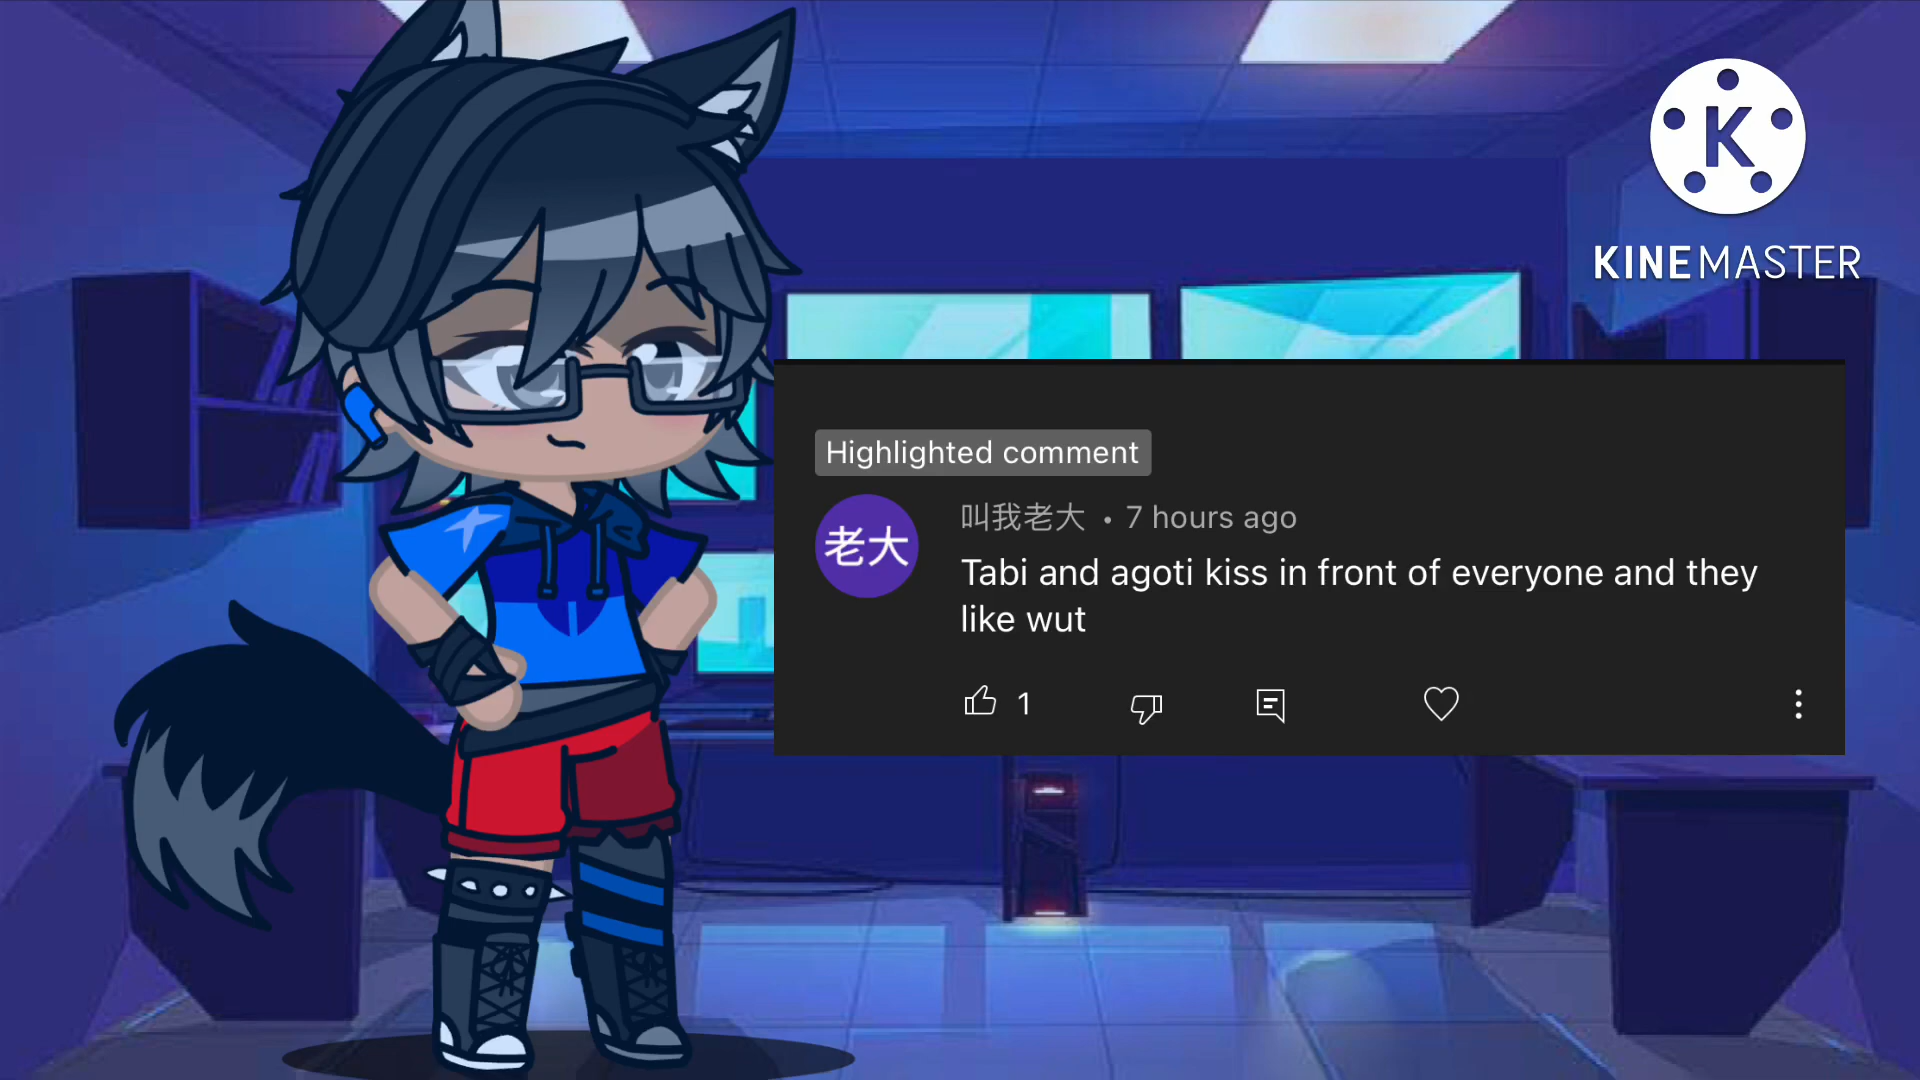 K
KINEMASTER
Highlighted comment
老大
叫我老大 • 7 hours ago
Tabi and agoti kiss in front of everyone and they
like wut
1